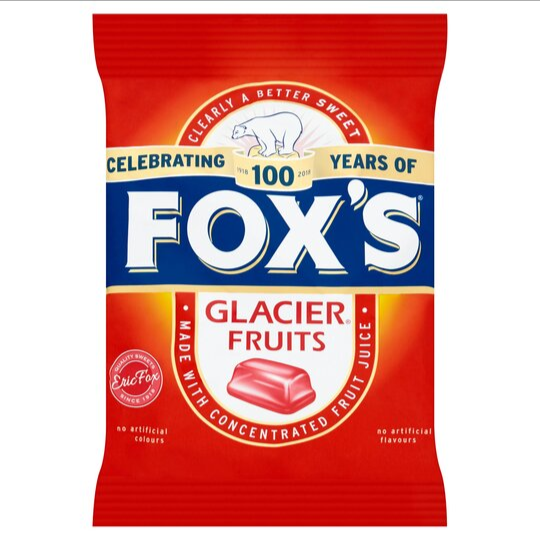 CLEARLY A BETTER SWEET
CELEBRATING 100 YEARS OF
1918 2018
FOX'S®
GLACIER®
FRUITS
• MADE WITH CONCENTRATED FRUIT JUICE •
QUALITY SWEETS
Eric Fox
SINCE 1918
no artificial
colours
no artificial
flavours